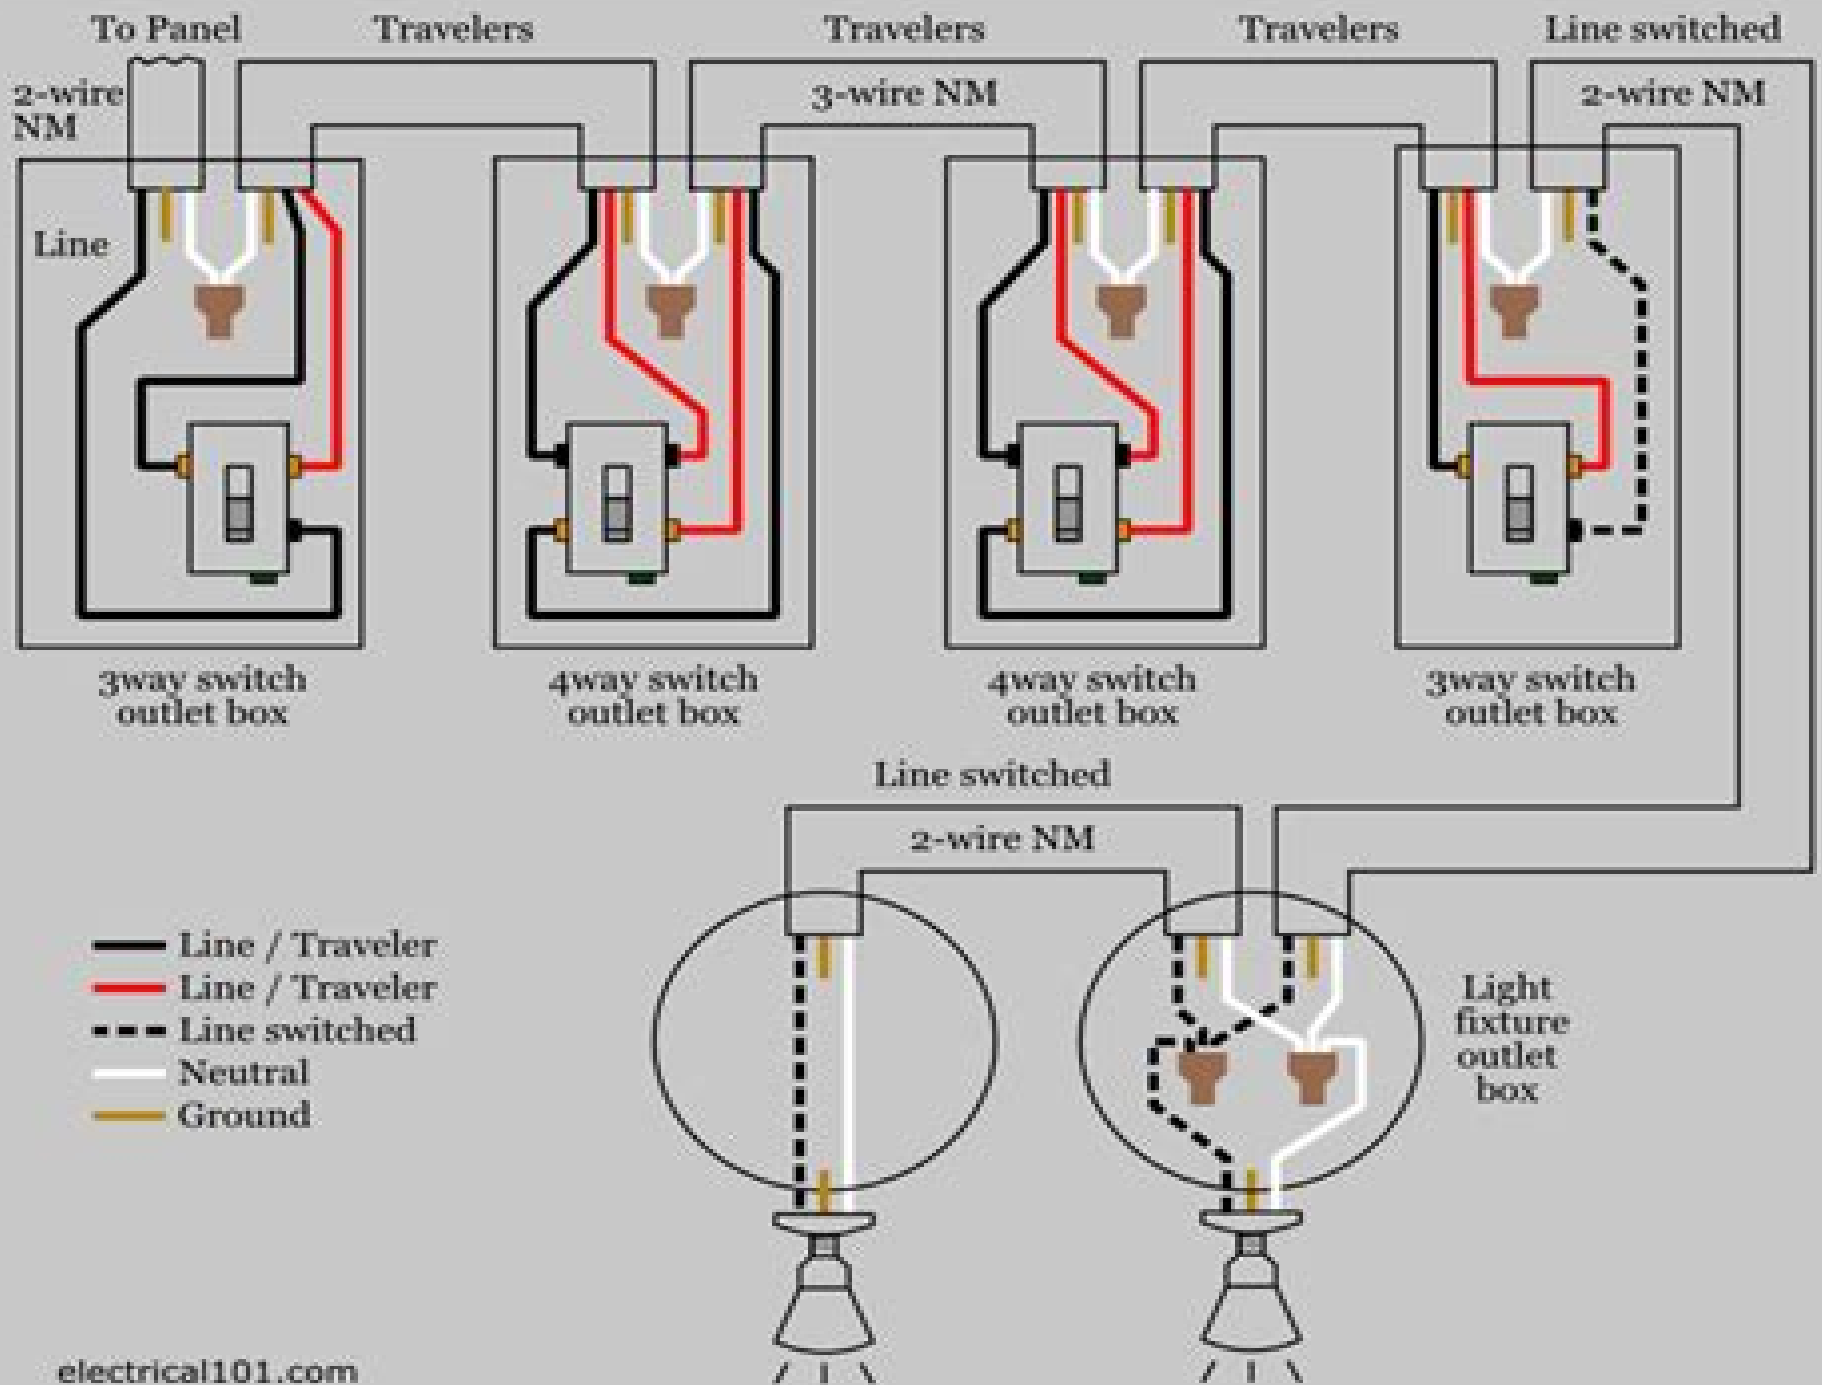 To Panel
Travelers
Travelers
Travelers
Line switched
2-wire
NM
3-wire NM
2-wire NM
Line
3way switch
outlet box
4way switch
outlet box
4way switch
outlet box
3way switch
outlet box
Line switched
2-wire NM
Line / Traveler
Line / Traveler
Line switched
Neutral
Ground
Light
fixture
outlet
box
electrical101.com